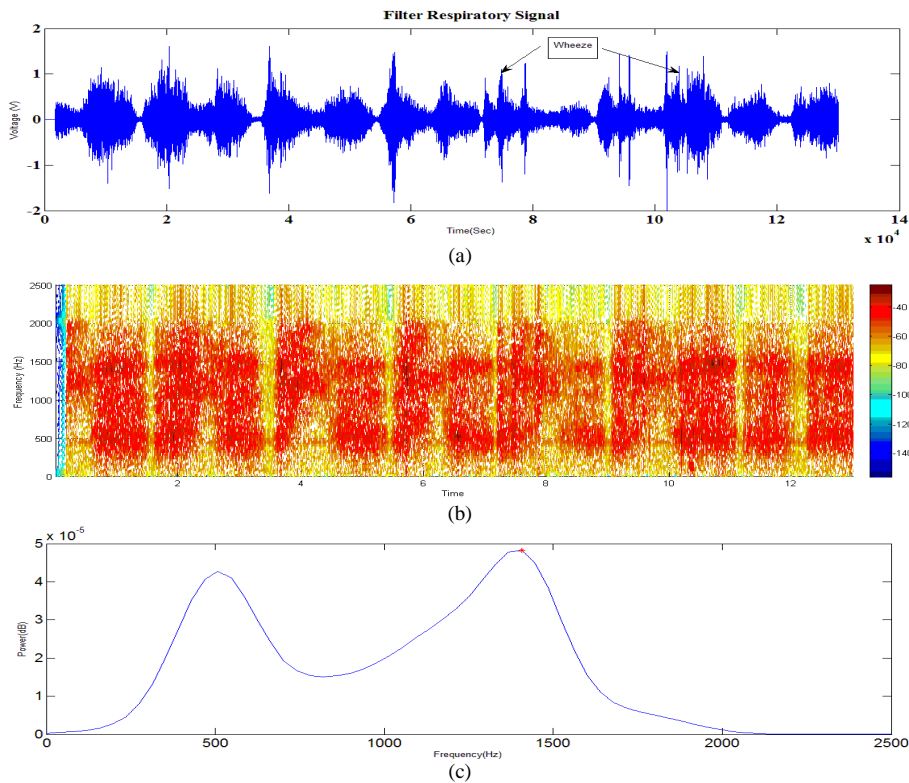 Filter Respiratory Signal
Wheeze
Voltage (V)
2
1
0
-1
-2
0 2 4 6 8 10 12 14
x 10^4
Time(Sec)
(a)
Frequency (Hz)
2500
2000
1500
1000
500
0
2 4 6 8 10 12
Time
-40
-60
-80
-100
-120
-140
(b)
x 10^-5
Power(dB)
5
4
3
2
1
0
0 500 1000 1500 2000 2500
Frequency(Hz)
(c)